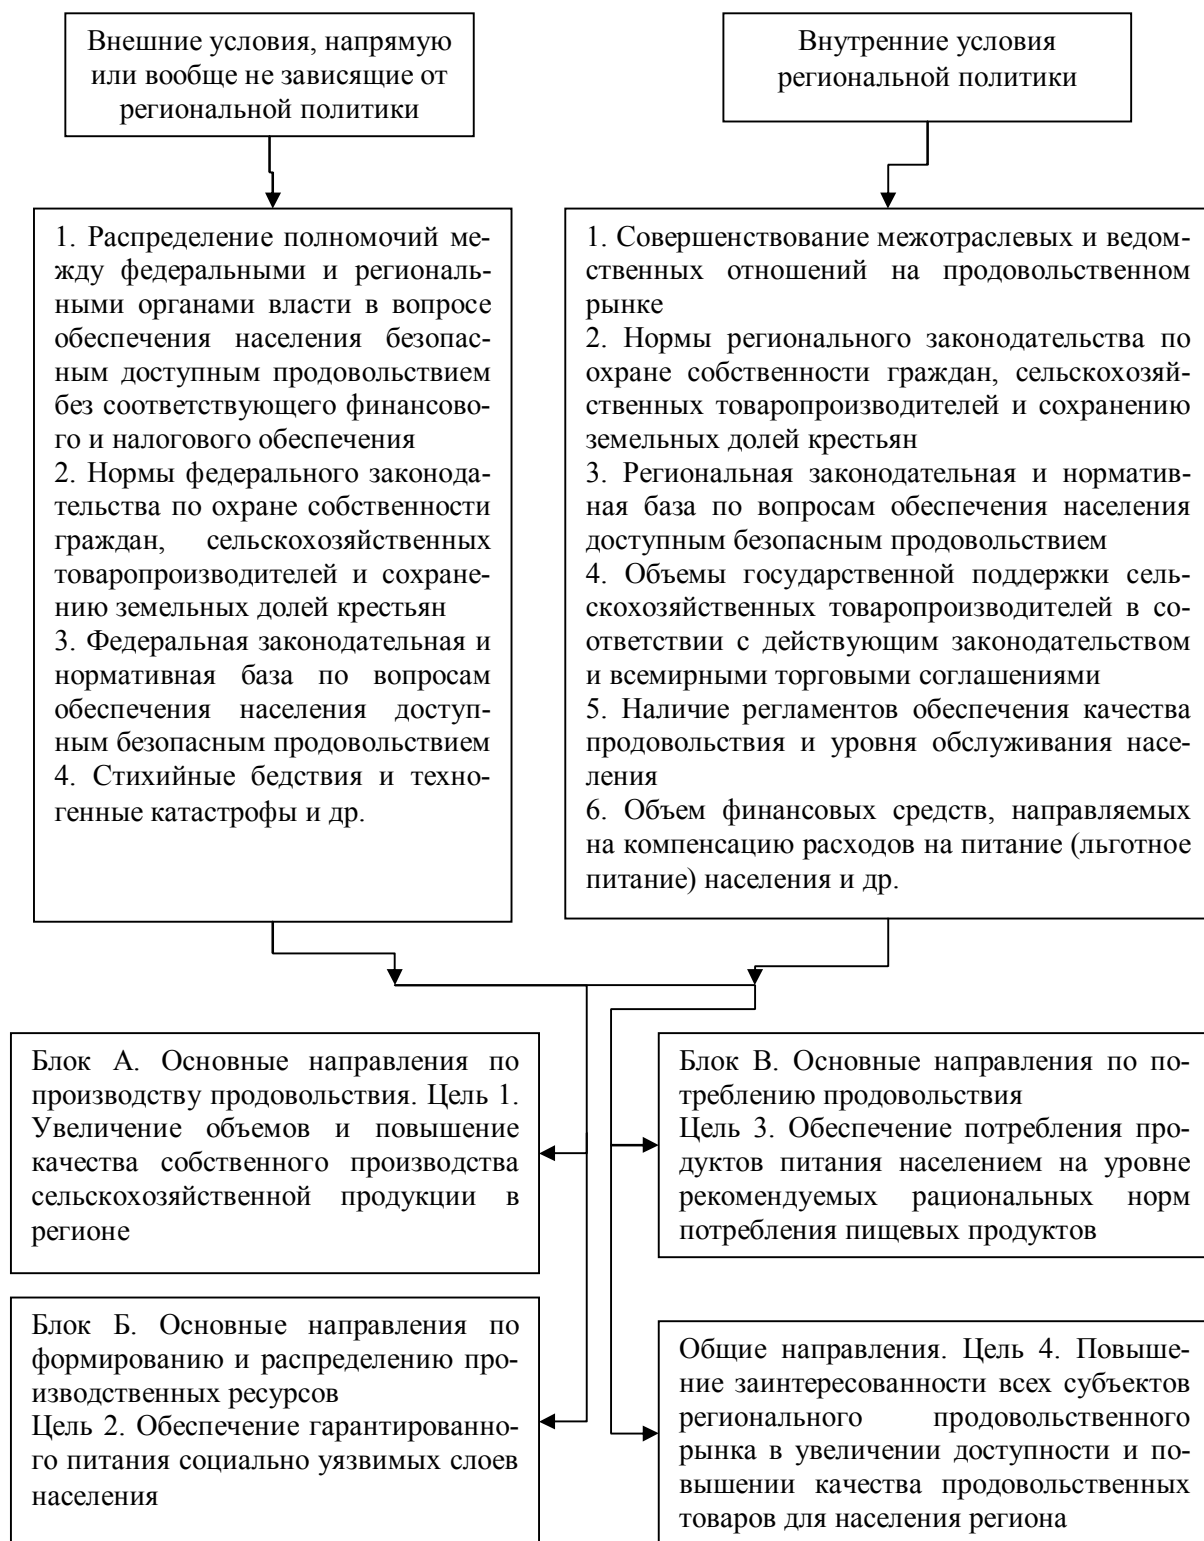 Внешние условия, напрямую
или вообще не зависящие от
региональной политики
Внутренние условия
региональной политики
1. Распределение полномочий ме-
жду федеральными и региональ-
ными органами власти в вопросе
обеспечения населения безопас-
ным доступным продовольствием
без соответствующего финансово-
го и налогового обеспечения
2. Нормы федерального законода-
тельства по охране собственности
граждан, сельскохозяйственных
товаропроизводителей и сохране-
нию земельных долей крестьян
3. Федеральная законодательная и
нормативная база по вопросам
обеспечения населения доступ-
ным безопасным продовольствием
4. Стихийные бедствия и техно-
генные катастрофы и др.
1. Совершенствование межотраслевых и ведом-
ственных отношений на продовольственном
рынке
2. Нормы регионального законодательства по
охране собственности граждан, сельскохозяй-
ственных товаропроизводителей и сохранению
земельных долей крестьян
3. Региональная законодательная и норматив-
ная база по вопросам обеспечения населения
доступным безопасным продовольствием
4. Объемы государственной поддержки сель-
скохозяйственных товаропроизводителей в со-
ответствии с действующим законодательством
и всемирными торговыми соглашениями
5. Наличие регламентов обеспечения качества
продовольствия и уровня обслуживания насе-
ления
6. Объем финансовых средств, направляемых
на компенсацию расходов на питание (льготное
питание) населения и др.
Блок А. Основные направления по
производству продовольствия. Цель 1.
Увеличение объемов и повышение
качества собственного производства
сельскохозяйственной продукции в
регионе
Блок В. Основные направления по по-
треблению продовольствия
Цель 3. Обеспечение потребления про-
дуктов питания населением на уровне
рекомендуемых рациональных норм
потребления пищевых продуктов
Блок Б. Основные направления по
формированию и распределению про-
изводственных ресурсов
Цель 2. Обеспечение гарантированно-
го питания социально уязвимых слоев
населения
Общие направления. Цель 4. Повыше-
ние заинтересованности всех субъектов
регионального продовольственного
рынка в увеличении доступности и по-
вышении качества продовольственных
товаров для населения региона